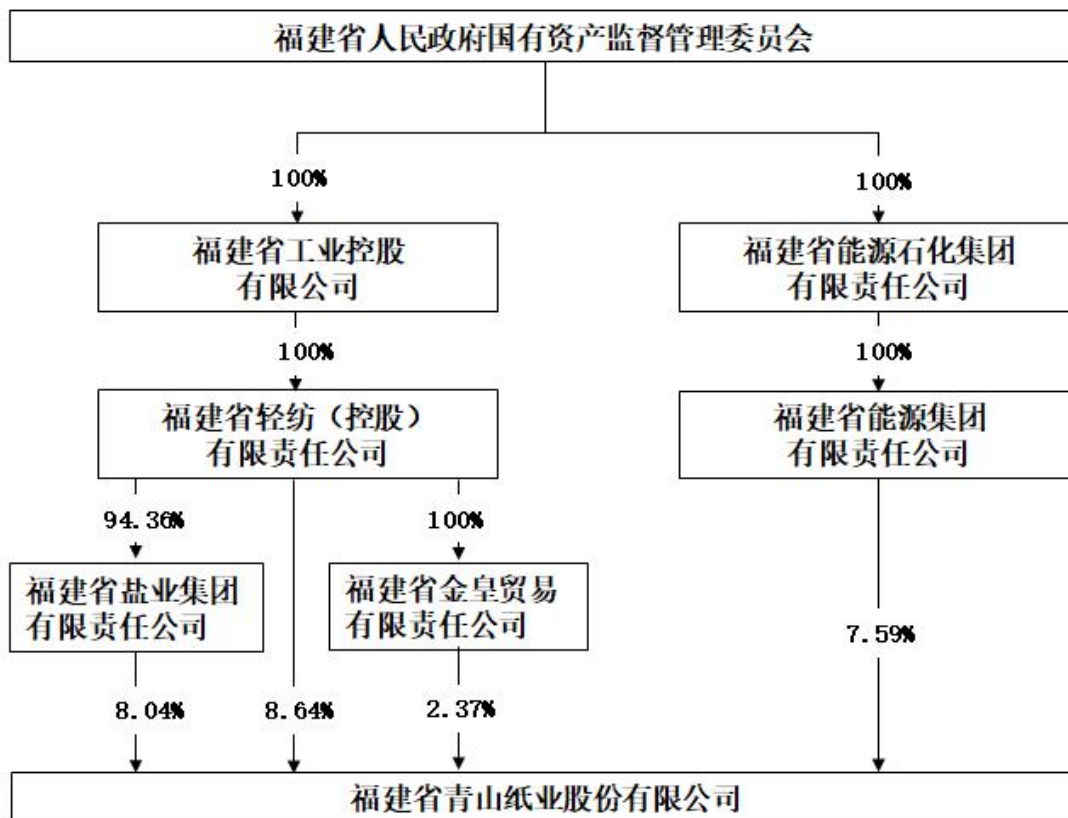 福建省人民政府国有资产监督管理委员会
100%
100%
福建省工业控股
有限公司
福建省能源石化集团
有限责任公司
100%
100%
福建省轻纺（控股）
有限责任公司
福建省能源集团
有限责任公司
94.36%
100%
福建省盐业集团
有限责任公司
福建省金皇贸易
有限责任公司
7.59%
8.04%
8.64%
2.37%
福建省青山纸业股份有限公司